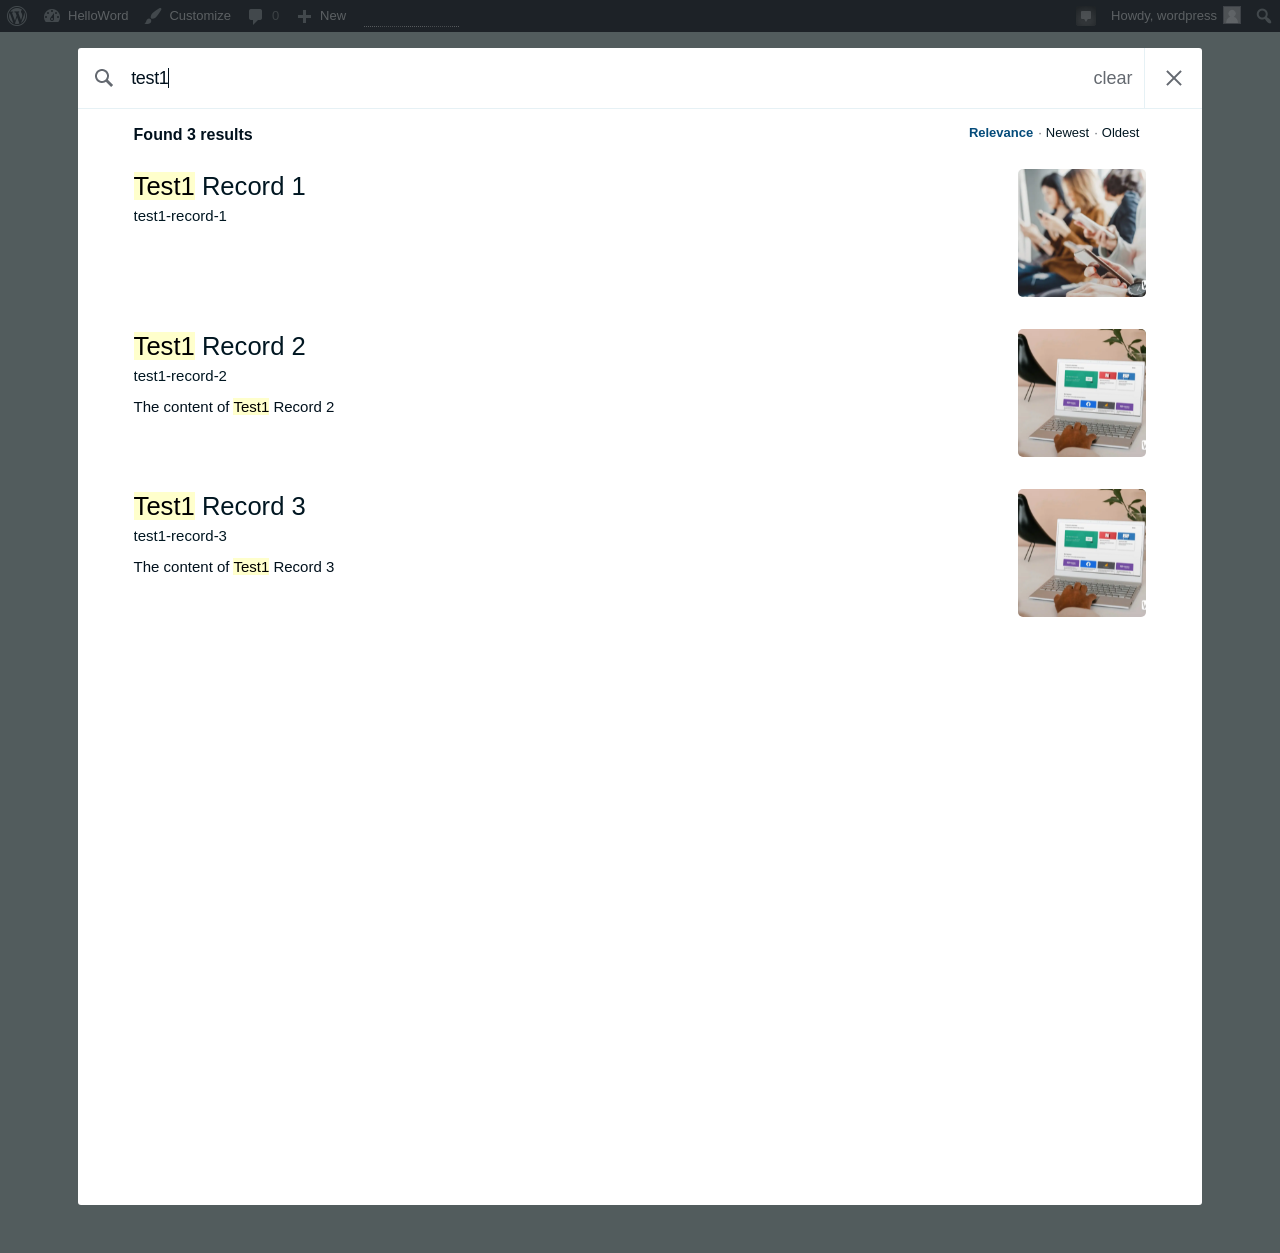 HelloWord Customize 0 New Howdy, wordpress
test1 clear
Found 3 results Relevance · Newest · Oldest
Test1 Record 1
test1-record-1
Test1 Record 2
test1-record-2
The content of Test1 Record 2
Test1 Record 3
test1-record-3
The content of Test1 Record 3